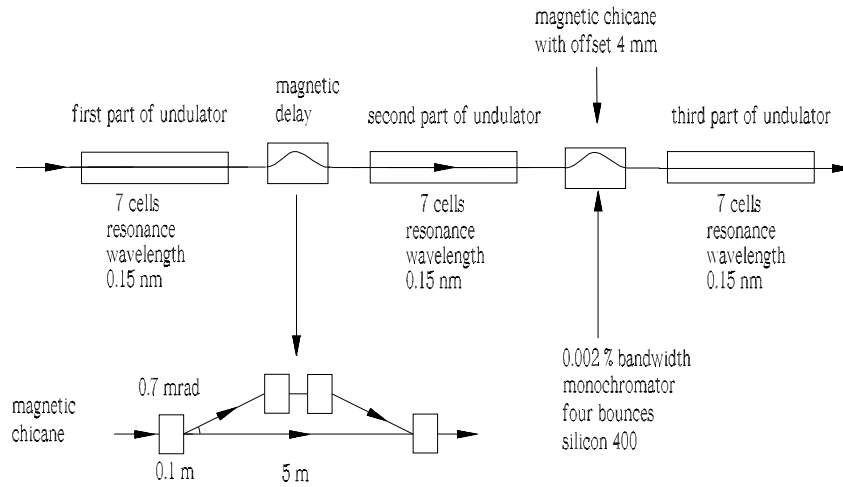 magnetic chicane
with offset 4 mm
magnetic
delay
first part of undulator
second part of undulator
third part of undulator
7 cells
resonance
wavelength
0.15 nm
7 cells
resonance
wavelength
0.15 nm
7 cells
resonance
wavelength
0.15 nm
0.002 % bandwidth
monochromator
four bounces
silicon 400
0.7 mrad
magnetic
chicane
0.1 m
5 m